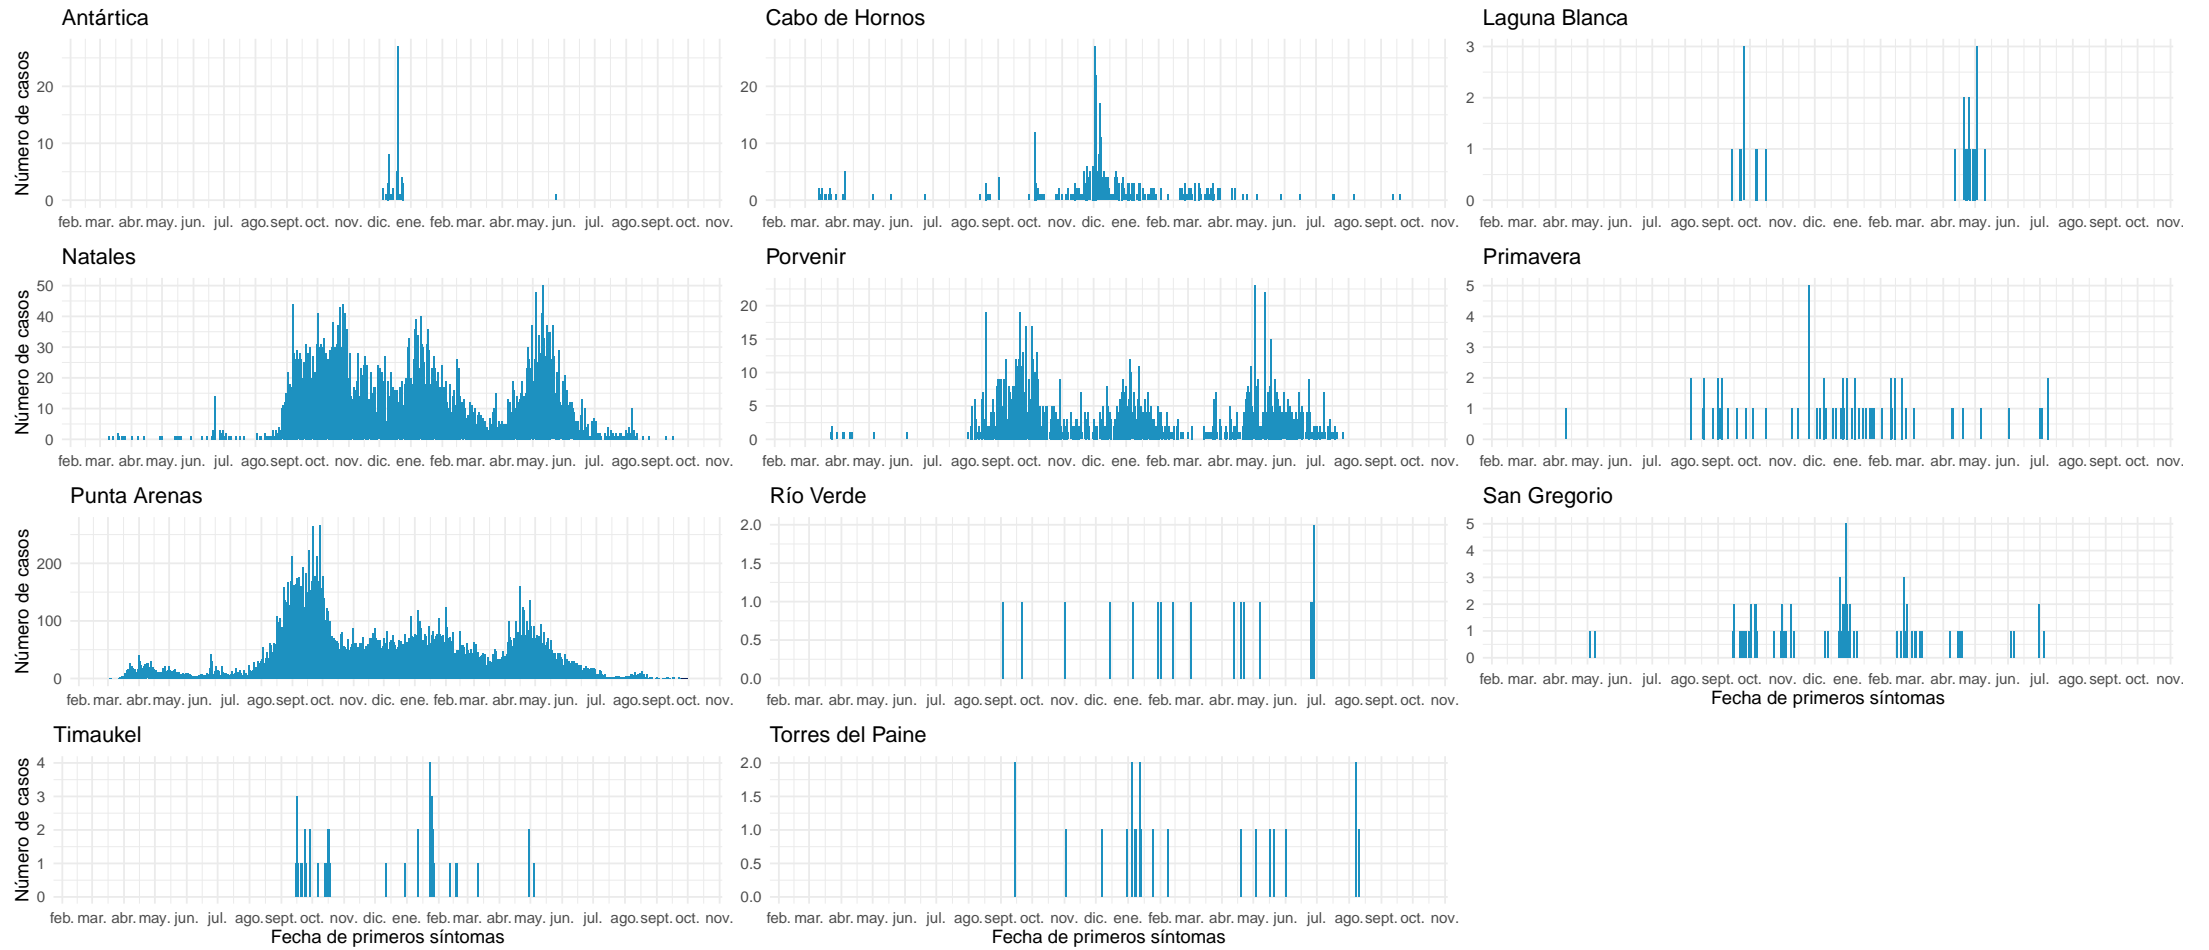 Antártica
Número de casos
20
10
0
feb. mar. abr. may. jun. jul. ago. sept. oct. nov. dic. ene. feb. mar. abr. may. jun. jul. ago. sept. oct. nov.
Cabo de Hornos
20
10
0
feb. mar. abr. may. jun. jul. ago. sept. oct. nov. dic. ene. feb. mar. abr. may. jun. jul. ago. sept. oct. nov.
Laguna Blanca
3
2
1
0
feb. mar. abr. may. jun. jul. ago. sept. oct. nov. dic. ene. feb. mar. abr. may. jun. jul. ago. sept. oct. nov.
Natales
Número de casos
50
40
30
20
10
0
feb. mar. abr. may. jun. jul. ago. sept. oct. nov. dic. ene. feb. mar. abr. may. jun. jul. ago. sept. oct. nov.
Porvenir
20
15
10
5
0
feb. mar. abr. may. jun. jul. ago. sept. oct. nov. dic. ene. feb. mar. abr. may. jun. jul. ago. sept. oct. nov.
Primavera
5
4
3
2
1
0
feb. mar. abr. may. jun. jul. ago. sept. oct. nov. dic. ene. feb. mar. abr. may. jun. jul. ago. sept. oct. nov.
Punta Arenas
Número de casos
200
100
0
feb. mar. abr. may. jun. jul. ago. sept. oct. nov. dic. ene. feb. mar. abr. may. jun. jul. ago. sept. oct. nov.
Río Verde
2.0
1.5
1.0
0.5
0.0
feb. mar. abr. may. jun. jul. ago. sept. oct. nov. dic. ene. feb. mar. abr. may. jun. jul. ago. sept. oct. nov.
San Gregorio
5
4
3
2
1
0
feb. mar. abr. may. jun. jul. ago. sept. oct. nov. dic. ene. feb. mar. abr. may. jun. jul. ago. sept. oct. nov.
Fecha de primeros síntomas
Timaukel
Número de casos
4
3
2
1
0
feb. mar. abr. may. jun. jul. ago. sept. oct. nov. dic. ene. feb. mar. abr. may. jun. jul. ago. sept. oct. nov.
Fecha de primeros síntomas
Torres del Paine
2.0
1.5
1.0
0.5
0.0
feb. mar. abr. may. jun. jul. ago. sept. oct. nov. dic. ene. feb. mar. abr. may. jun. jul. ago. sept. oct. nov.
Fecha de primeros síntomas